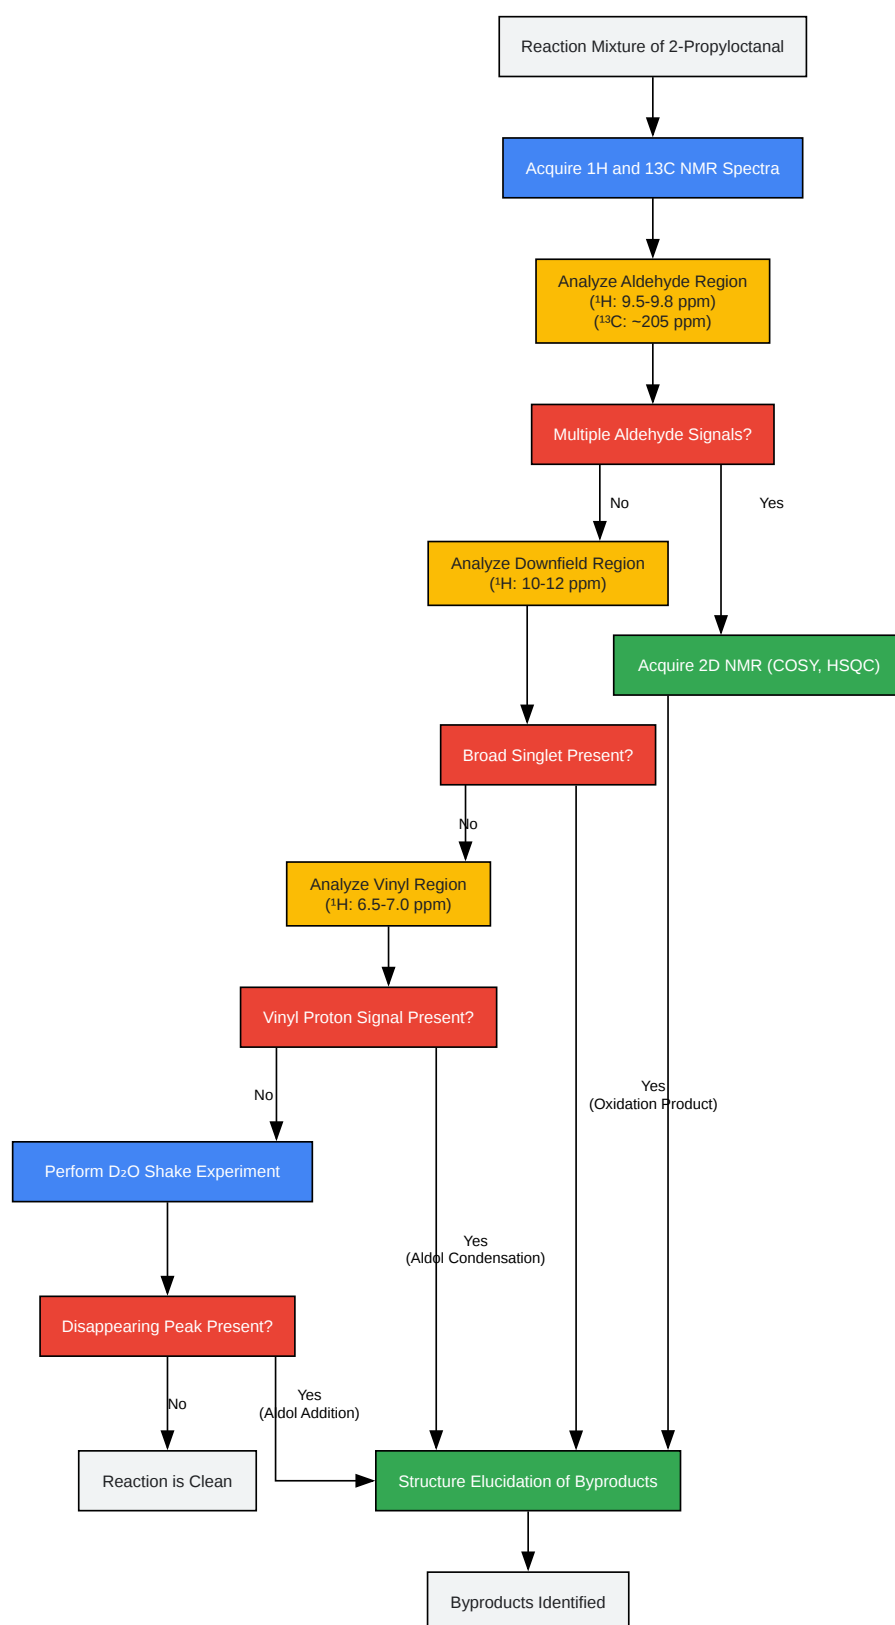 Reaction Mixture of 2-Propyloctanal
Acquire 1H and 13C NMR Spectra
Analyze Aldehyde Region
(¹H: 9.5-9.8 ppm)
(¹³C: ~205 ppm)
Multiple Aldehyde Signals?
No
Yes
Analyze Downfield Region
(¹H: 10-12 ppm)
Acquire 2D NMR (COSY, HSQC)
Broad Singlet Present?
No
Analyze Vinyl Region
(¹H: 6.5-7.0 ppm)
Vinyl Proton Signal Present?
No
Yes
(Oxidation Product)
Perform D₂O Shake Experiment
Yes
(Aldol Condensation)
Disappearing Peak Present?
No
Yes
(Aldol Addition)
Reaction is Clean
Structure Elucidation of Byproducts
Byproducts Identified